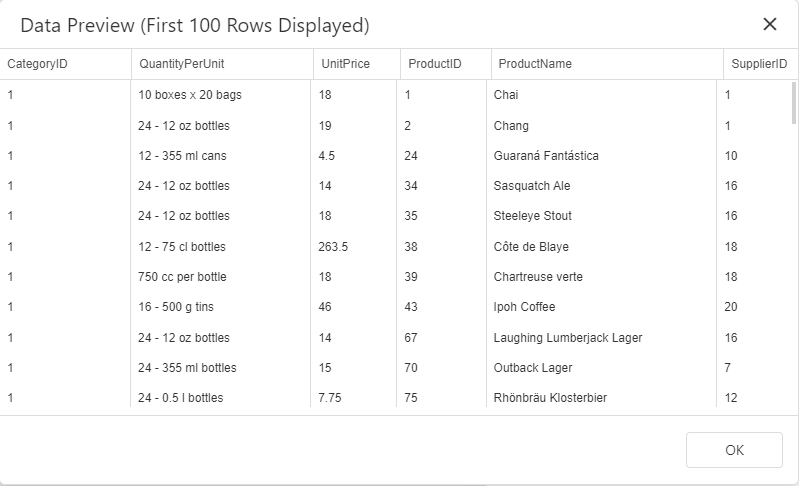 Data Preview (First 100 Rows Displayed)
CategoryID QuantityPerUnit UnitPrice ProductID ProductName SupplierID
1 10 boxes x 20 bags 18 1 Chai 1
1 24 - 12 oz bottles 19 2 Chang 1
1 12 - 355 ml cans 4.5 24 Guaraná Fantástica 10
1 24 - 12 oz bottles 14 34 Sasquatch Ale 16
1 24 - 12 oz bottles 18 35 Steeleye Stout 16
1 12 - 75 cl bottles 263.5 38 Côte de Blaye 18
1 750 cc per bottle 18 39 Chartreuse verte 18
1 16 - 500 g tins 46 43 Ipoh Coffee 20
1 24 - 12 oz bottles 14 67 Laughing Lumberjack Lager 16
1 24 - 355 ml bottles 15 70 Outback Lager 7
1 24 - 0.5 l bottles 7.75 75 Rhönbräu Klosterbier 12
OK